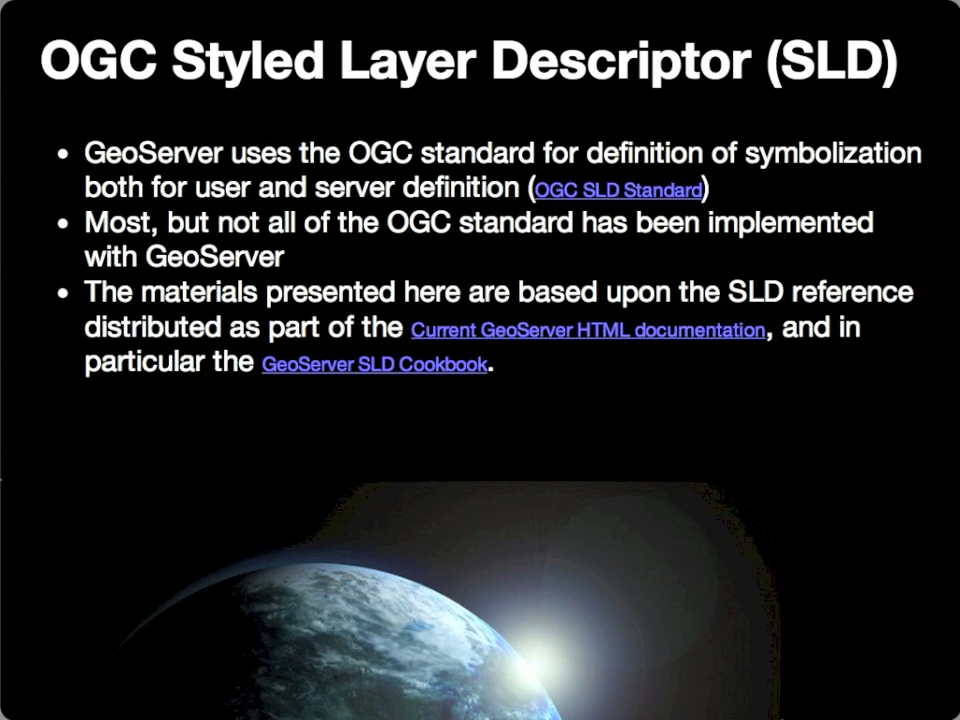 OGC Styled Layer Descriptor (SLD)
• GeoServer uses the OGC standard for definition of symbolization
both for user and server definition (OGC SLD Standard)
• Most, but not all of the OGC standard has been implemented
with GeoServer
• The materials presented here are based upon the SLD reference
distributed as part of the Current GeoServer HTML documentation, and in
particular the GeoServer SLD Cookbook.